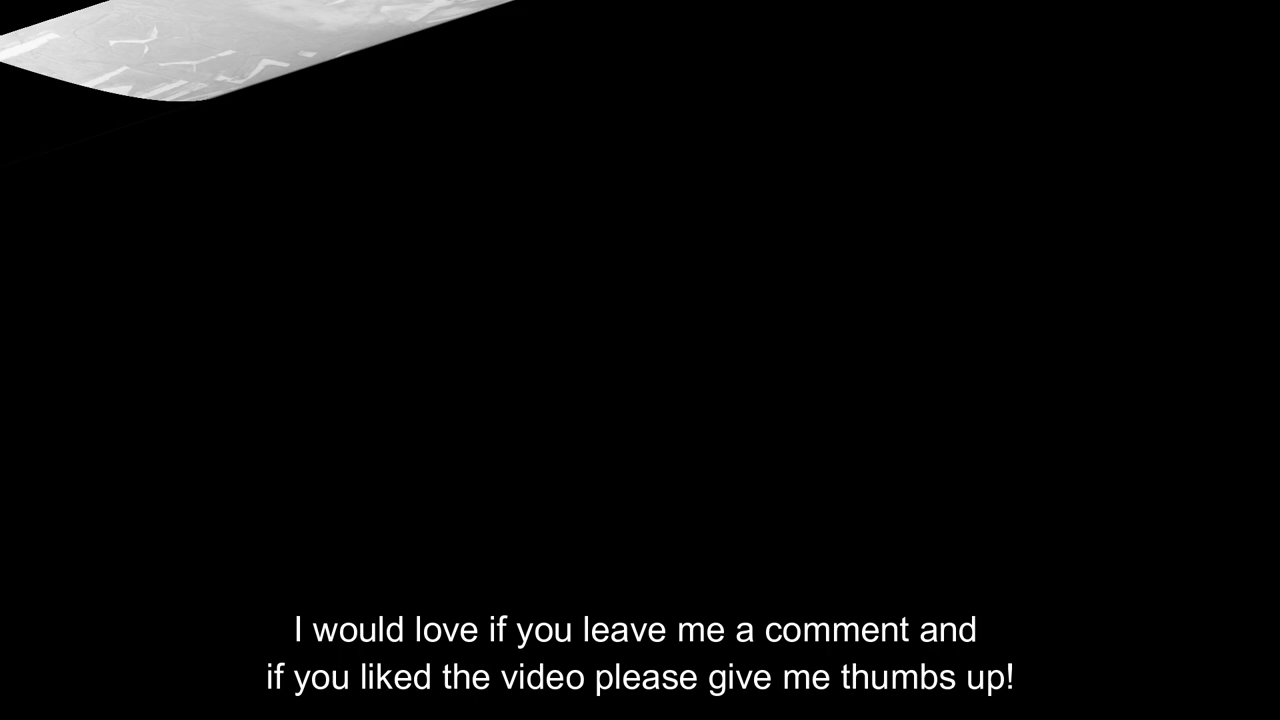 I would love if you leave me a comment and
if you liked the video please give me thumbs up!